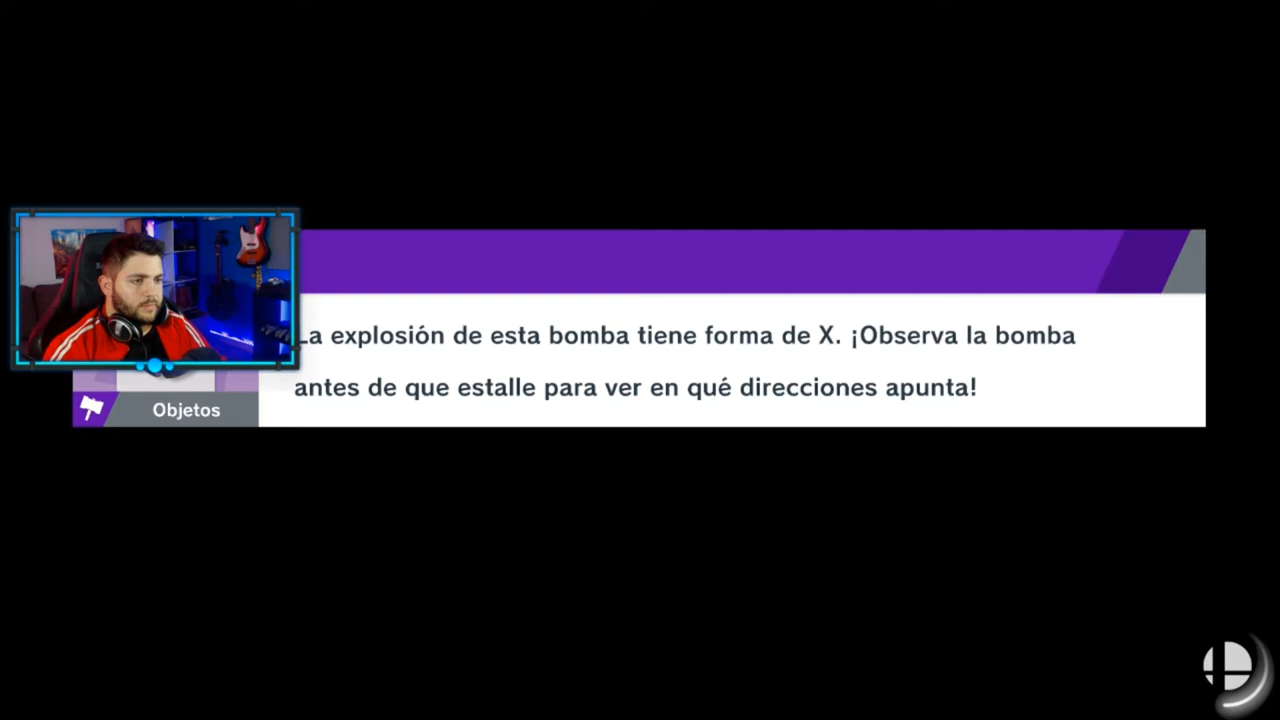 La explosión de esta bomba tiene forma de X. ¡Observa la bomba
antes de que estalle para ver en qué direcciones apunta!
Objetos